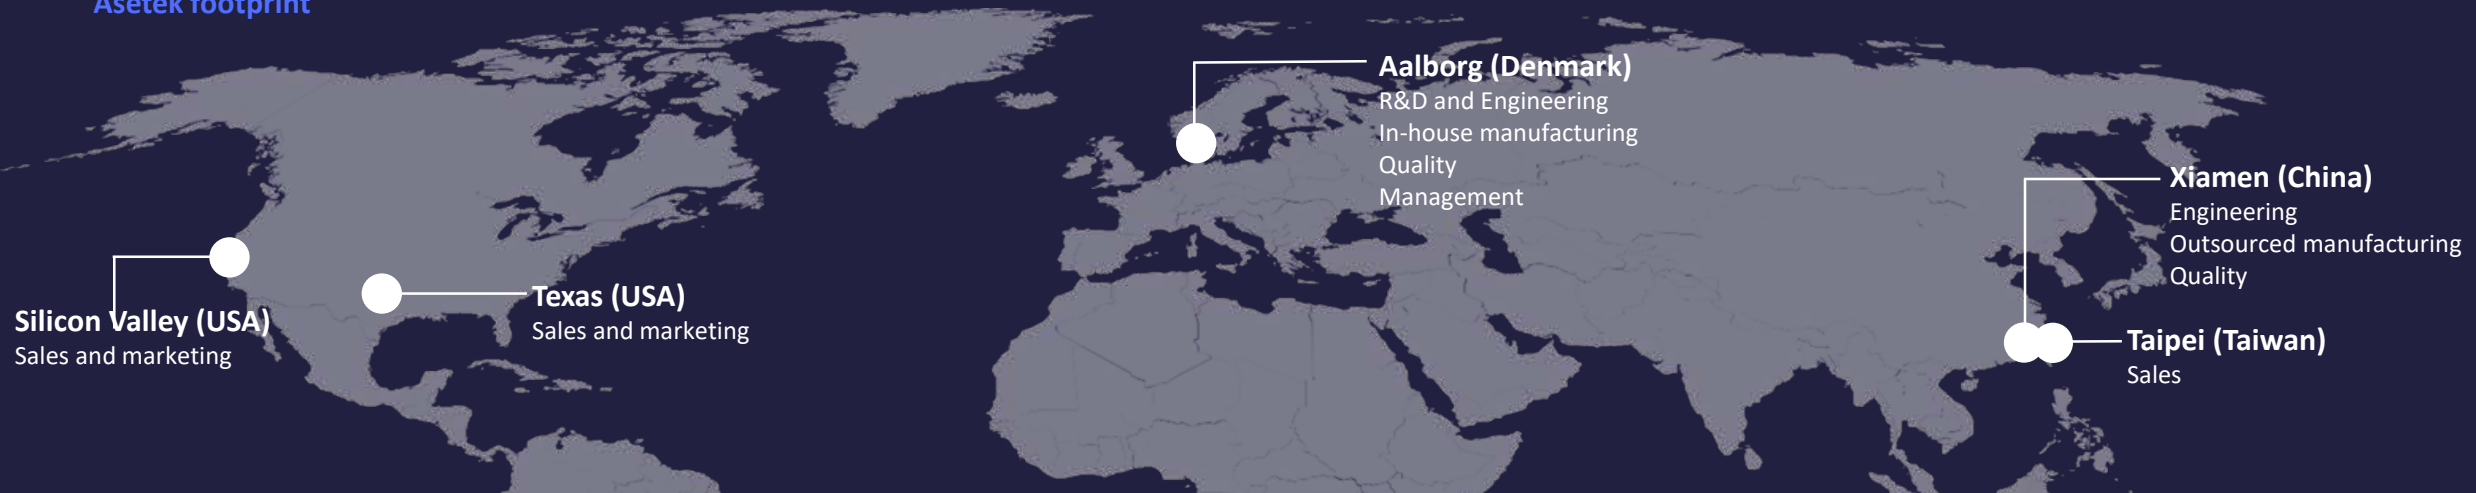 Asetek footprint
Aalborg (Denmark)
R&D and Engineering
In-house manufacturing
Quality
Management
Xiamen (China)
Engineering
Outsourced manufacturing
Quality
Silicon Valley (USA)
Sales and marketing
Texas (USA)
Sales and marketing
Taipei (Taiwan)
Sales